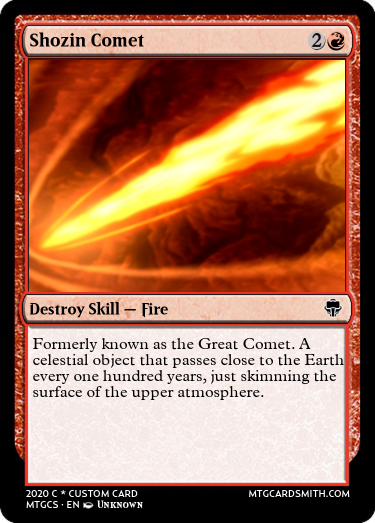 Shozin Comet 2
Destroy Skill — Fire
Formerly known as the Great Comet. A
celestial object that passes close to the Earth
every one hundred years, just skimming the
surface of the upper atmosphere.
2020 C * CUSTOM CARD
MTGCS · EN Unknown
MTGCARDSMITH.COM